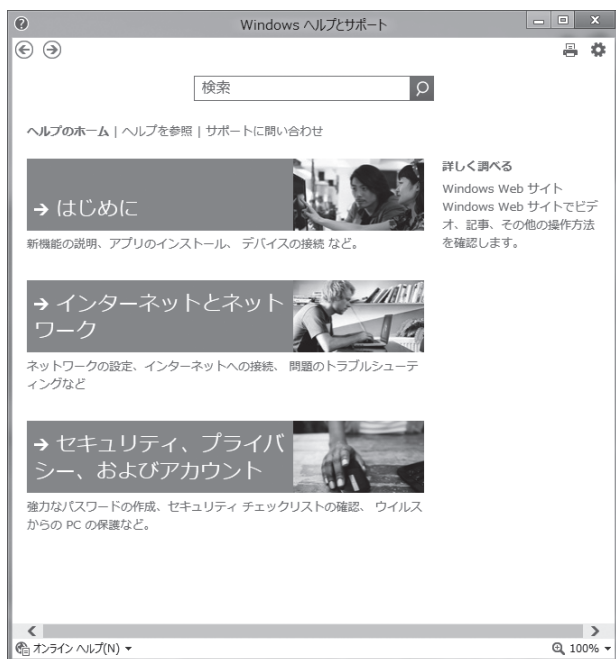 Windows ヘルプとサポート
検索
ヘルプのホーム | ヘルプを参照 | サポートに問い合わせ
→ はじめに
新機能の説明、アプリのインストール、 デバイスの接続 など。
→ インターネットとネット
ワーク
ネットワークの設定、インターネットへの接続、 問題のトラブルシューテ
ィングなど
→ セキュリティ、プライバ
シー、およびアカウント
強力なパスワードの作成、セキュリティ チェックリストの確認、 ウイルス
からの PC の保護など。
詳しく調べる
Windows Web サイト
Windows Web サイトでビデ
オ、記事、その他の操作方法
を確認します。
オンライン ヘルプ(N)
100%